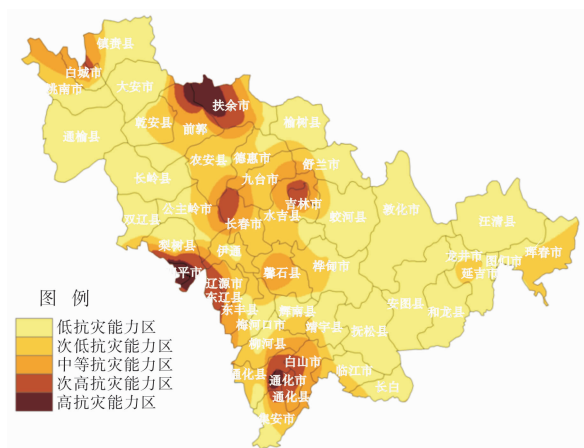 镇赉县
白城市
洮南市
大安市
扶余市
通榆县
乾安县
前郭
榆树县
农安县
德惠市
舒兰市
九台市
长岭县
吉林市
公主岭市
双辽县
长春市
永吉县
蛟河县
敦化市
汪清县
梨树县
伊通
珲春市
龙井市
图们市
延吉市
四平市
磐石县
桦甸市
辽源市
东辽县
安图县
和龙县
东丰县
辉南县
梅河口市
靖宇县
抚松县
柳河县
白山市
临江市
通化县
通化市
长白
通化县
集安市
图 例
低抗灾能力区
次低抗灾能力区
中等抗灾能力区
次高抗灾能力区
高抗灾能力区